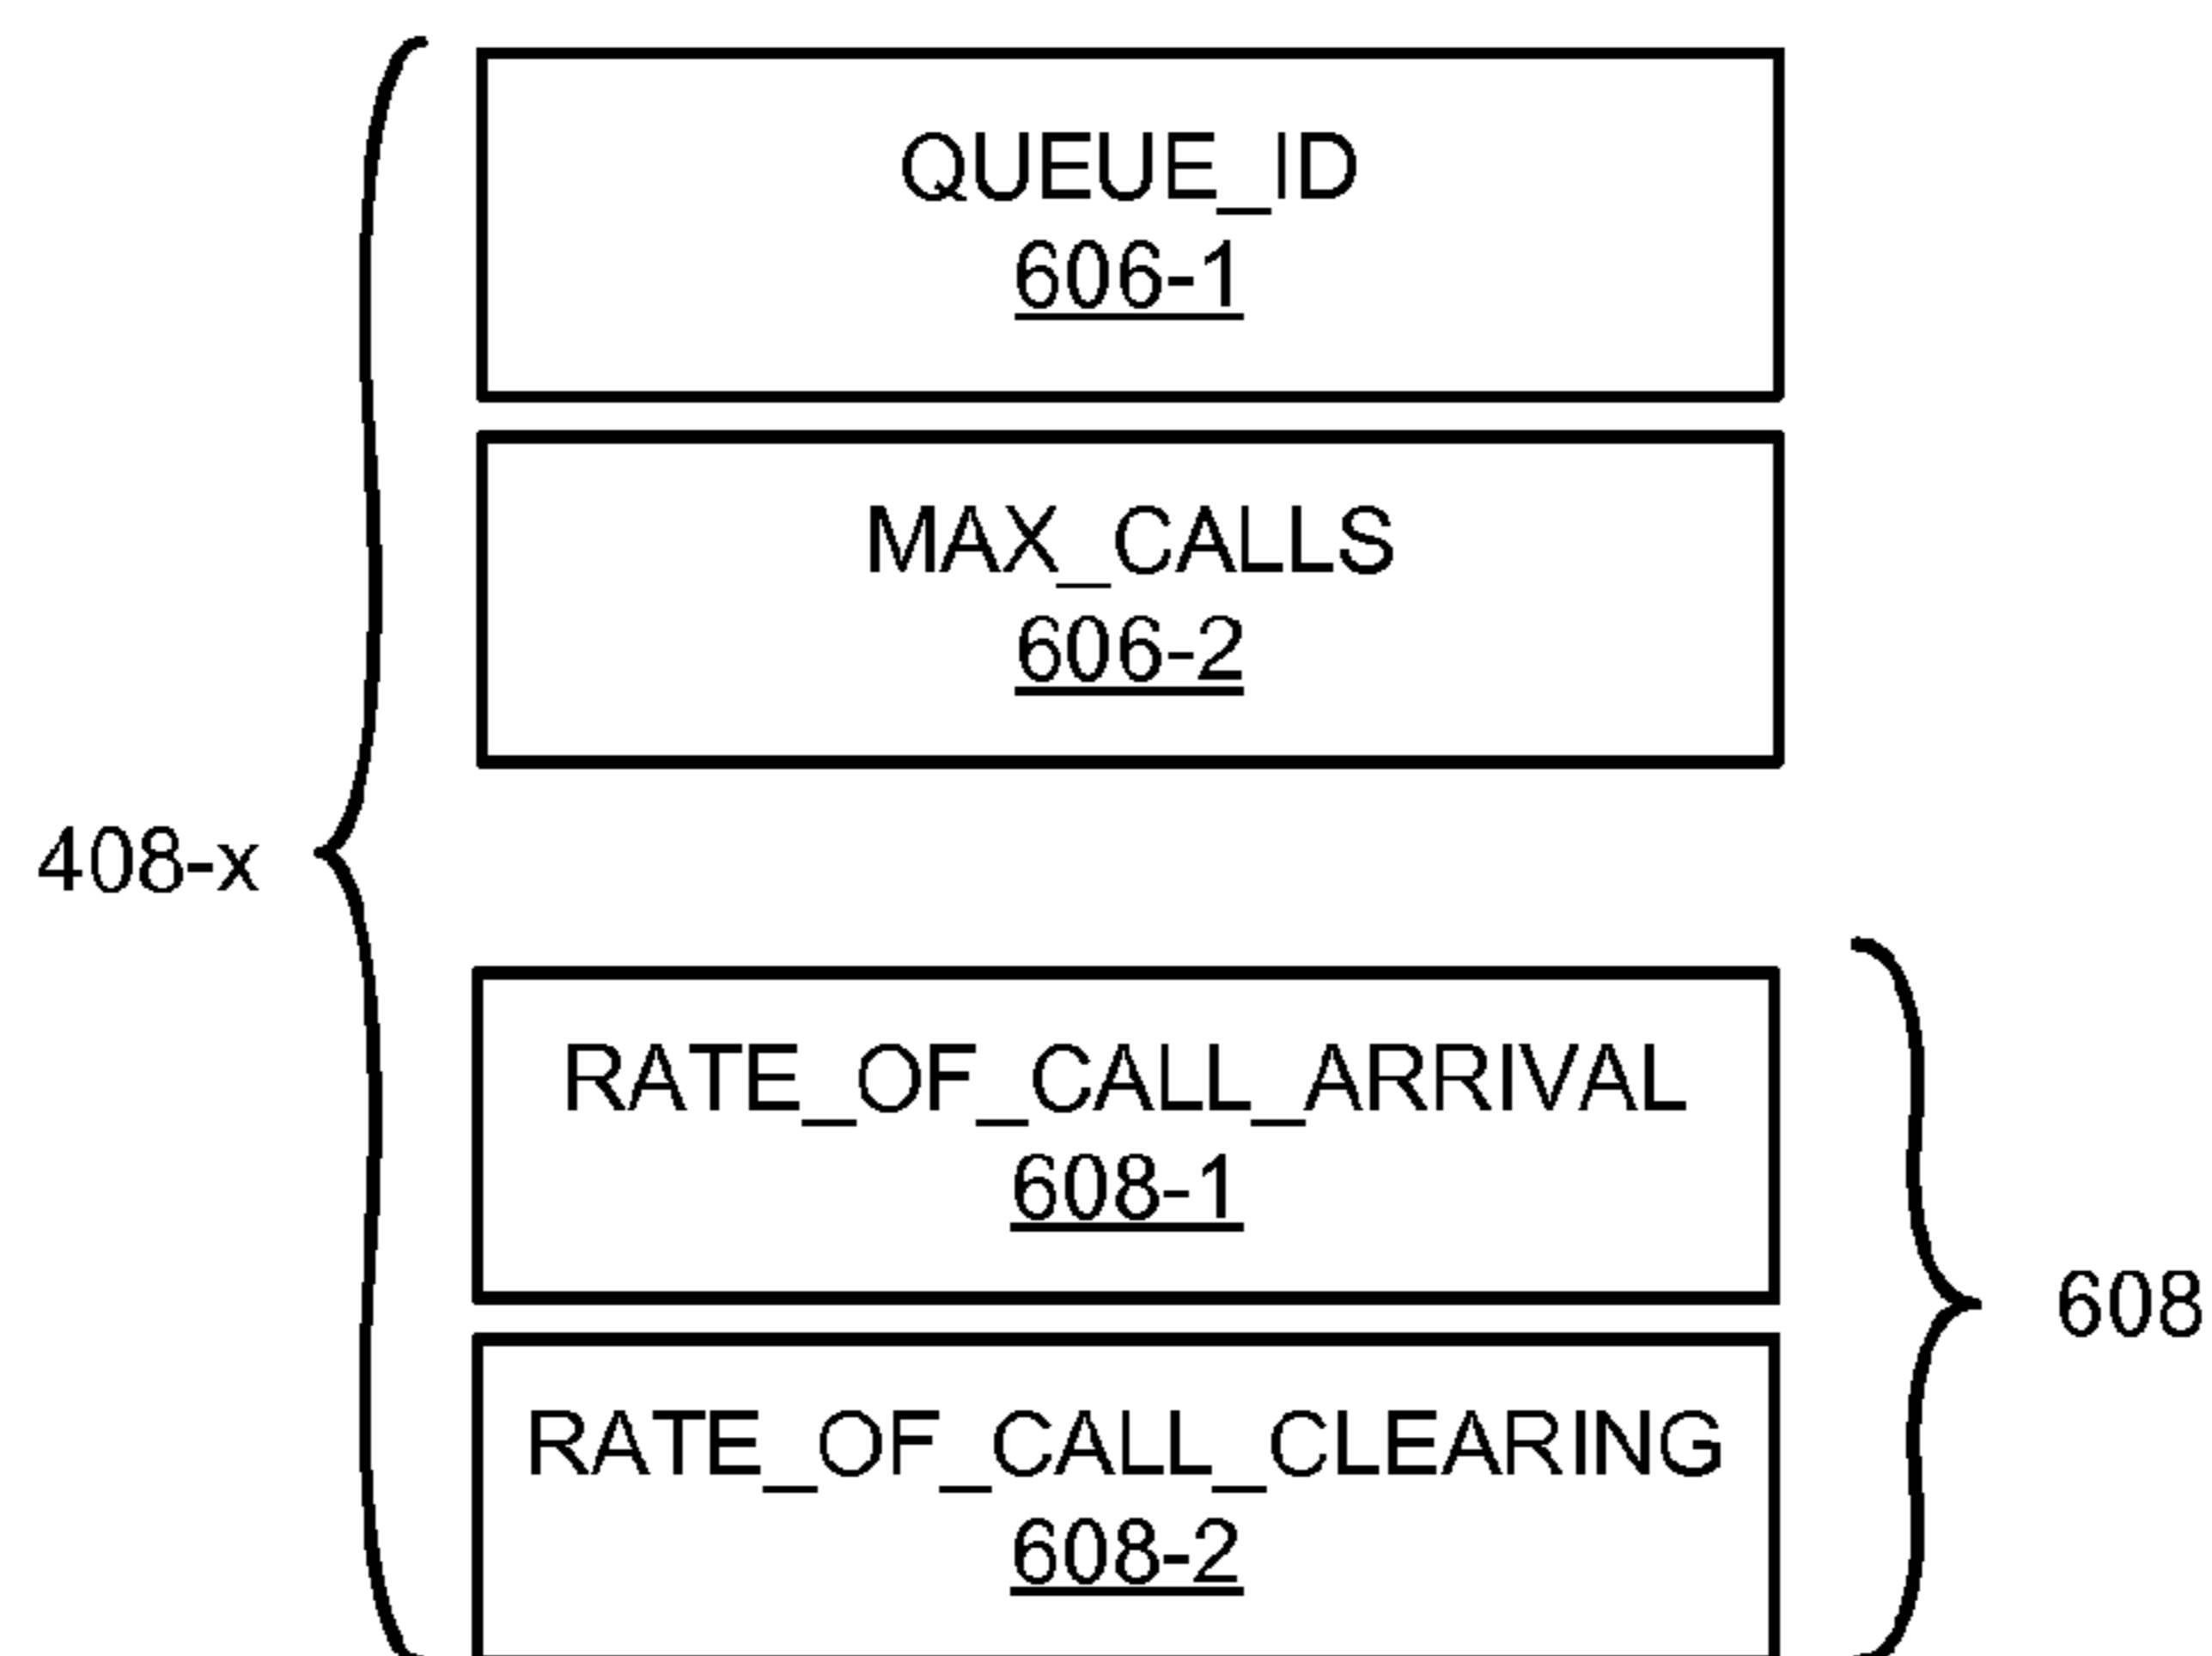 QUEUE_ID
606-1
MAX_CALLS
606-2
408-x
RATE_OF_CALL_ARRIVAL
608-1
608
RATE_OF_CALL_CLEARING
608-2